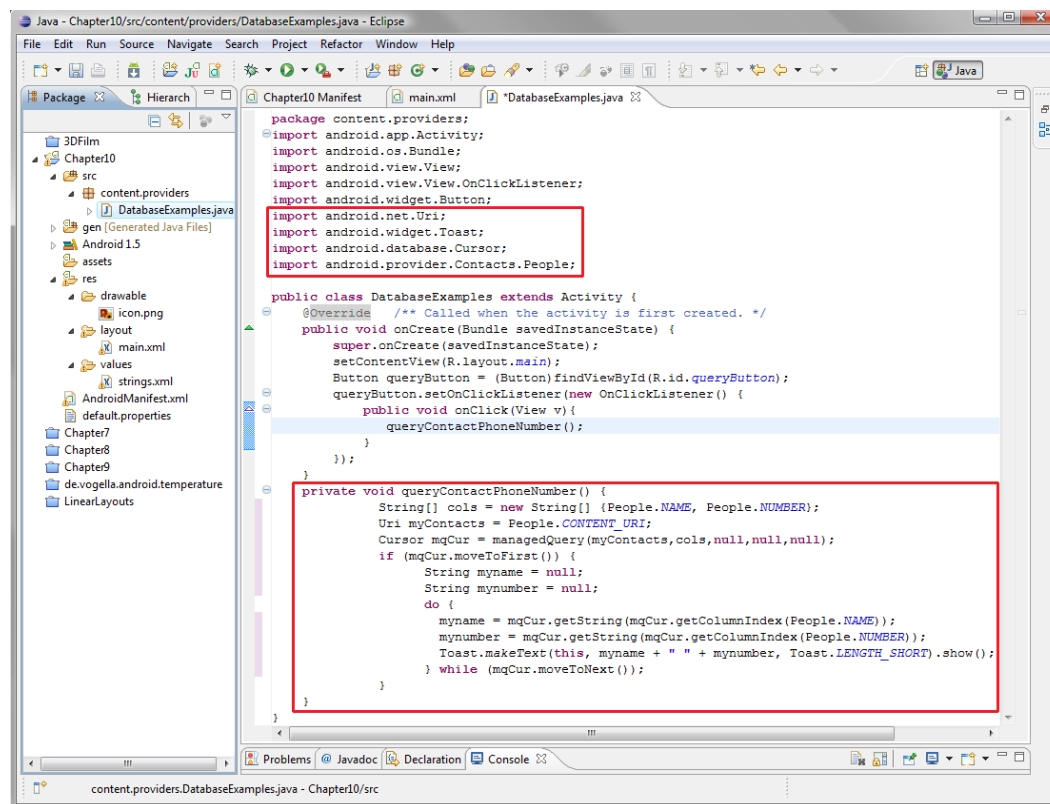 Java - Chapter10/src/content/providers/DatabaseExamples.java - Eclipse
File Edit Run Source Navigate Search Project Refactor Window Help
Java
Package Hierarch
Chapter10 Manifest main.xml *DatabaseExamples.java
3DFilm
Chapter10
src
content.providers
DatabaseExamples.java
gen [Generated Java Files]
Android 1.5
assets
res
drawable
icon.png
layout
main.xml
values
strings.xml
AndroidManifest.xml
default.properties
Chapter7
Chapter8
Chapter9
de.vogella.android.temperature
LinearLayouts
package content.providers;
import android.app.Activity;
import android.os.Bundle;
import android.view.View;
import android.view.View.OnClickListener;
import android.widget.Button;
import android.net.Uri;
import android.widget.Toast;
import android.database.Cursor;
import android.provider.Contacts.People;
public class DatabaseExamples extends Activity {
@Override /** Called when the activity is first created. */
public void onCreate(Bundle savedInstanceState) {
super.onCreate(savedInstanceState);
setContentView(R.layout.main);
Button queryButton = (Button)findViewById(R.id.queryButton);
queryButton.setOnClickListener(new OnClickListener() {
public void onClick(View v){
queryContactPhoneNumber();
}
});
}
private void queryContactPhoneNumber() {
String[] cols = new String[] {People.NAME, People.NUMBER};
Uri myContacts = People.CONTENT_URI;
Cursor mqCur = managedQuery(myContacts,cols,null,null,null);
if (mqCur.moveToFirst()) {
String myname = null;
String mynumber = null;
do {
myname = mqCur.getString(mqCur.getColumnIndex(People.NAME));
mynumber = mqCur.getString(mqCur.getColumnIndex(People.NUMBER));
Toast.makeText(this, myname + " " + mynumber, Toast.LENGTH_SHORT).show();
} while (mqCur.moveToNext());
}
}
}
Problems @ Javadoc Declaration Console
content.providers.DatabaseExamples.java - Chapter10/src